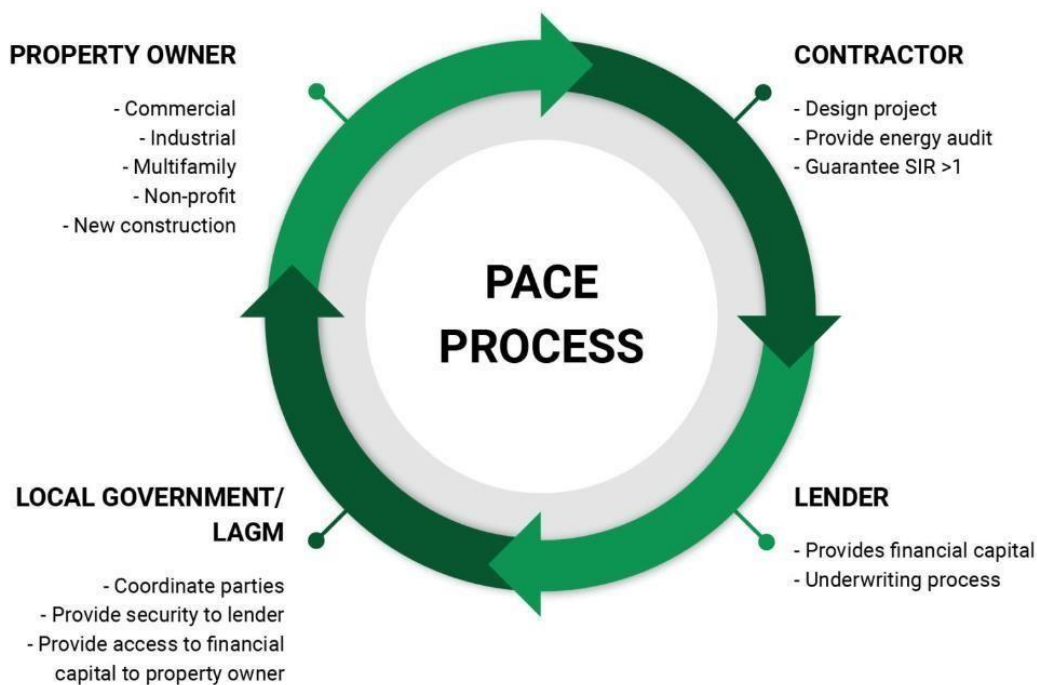 PROPERTY OWNER
- Commercial
- Industrial
- Multifamily
- Non-profit
- New construction
CONTRACTOR
- Design project
- Provide energy audit
- Guarantee SIR >1
PACE
PROCESS
LOCAL GOVERNMENT/
LAGM
- Coordinate parties
- Provide security to lender
- Provide access to financial
capital to property owner
LENDER
- Provides financial capital
- Underwriting process